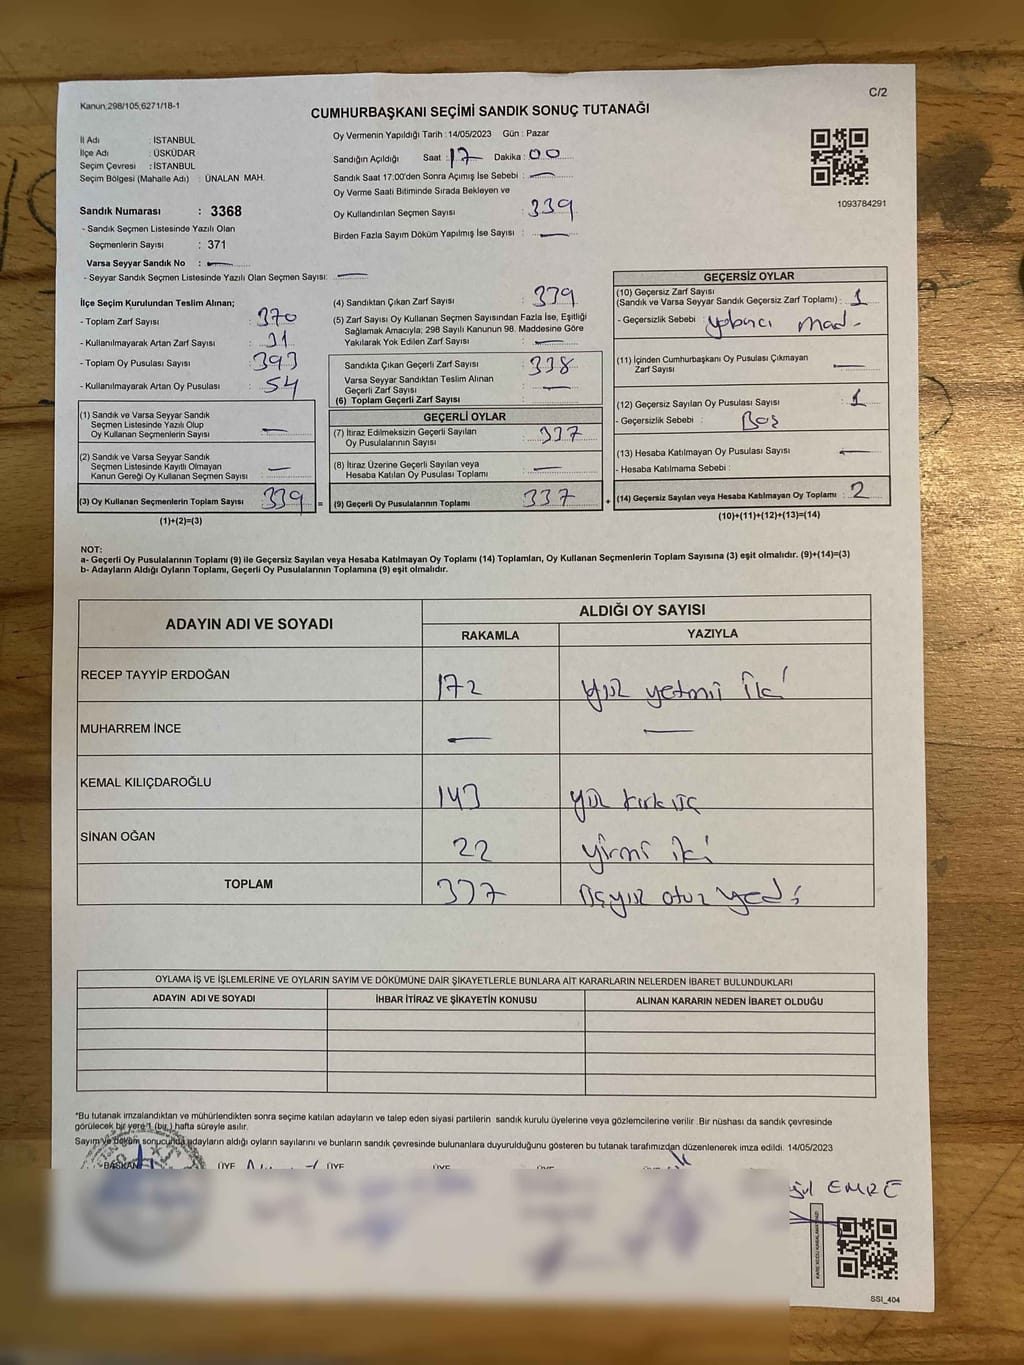 Kanun,298/105,6271/18-1
C/2
CUMHURBAŞKANI SEÇİMİ SANDIK SONUÇ TUTANAĞI
İl Adı : İSTANBUL
İlçe Adı : ÜSKÜDAR
Seçim Çevresi : İSTANBUL
Seçim Bölgesi (Mahalle Adı) : ÜNALAN MAH.
Sandık Numarası : 3368
- Sandık Seçmen Listesinde Yazılı Olan
Seçmenlerin Sayısı : 371
Varsa Seyyar Sandık No : —
- Seyyar Sandık Seçmen Listesinde Yazılı Olan Seçmen Sayısı: —
Oy Vermenin Yapıldığı Tarih : 14/05/2023 Gün : Pazar
Sandığın Açıldığı Saat : 17 Dakika : 00
Sandık Saat 17:00'den Sonra Açımış İse Sebebi : —
Oy Verme Saati Bitiminde Sırada Bekleyen ve
Oy Kullandırılan Seçmen Sayısı : 339
Birden Fazla Sayım Döküm Yapılmış İse Sayısı : —
1093784291
İlçe Seçim Kurulundan Teslim Alınan;
- Toplam Zarf Sayısı : 370
- Kullanılmayarak Artan Zarf Sayısı : 31
- Toplam Oy Pusulası Sayısı : 393
- Kullanılmayarak Artan Oy Pusulası : 54
(1) Sandık ve Varsa Seyyar Sandık
Seçmen Listesinde Yazılı Olup
Oy Kullanan Seçmenlerin Sayısı : —
(2) Sandık ve Varsa Seyyar Sandık
Seçmen Listesinde Kayıtlı Olmayan
Kanun Gereği Oy Kullanan Seçmen Sayısı : —
(3) Oy Kullanan Seçmenlerin Toplam Sayısı : 339 =
(1)+(2)=(3)
(4) Sandıktan Çıkan Zarf Sayısı : 339
(5) Zarf Sayısı Oy Kullanan Seçmen Sayısından Fazla İse, Eşitliği
Sağlamak Amacıyla; 298 Sayılı Kanunun 98. Maddesine Göre
Yakılarak Yok Edilen Zarf Sayısı : —
Sandıkta Çıkan Geçerli Zarf Sayısı : 338
Varsa Seyyar Sandıktan Teslim Alınan
Geçerli Zarf Sayısı : —
(6) Toplam Geçerli Zarf Sayısı :
GEÇERLİ OYLAR
(7) İtiraz Edilmeksizin Geçerli Sayılan
Oy Pusulalarının Sayısı : 337
(8) İtiraz Üzerine Geçerli Sayılan veya
Hesaba Katılan Oy Pusulası Toplamı : —
(9) Geçerli Oy Pusulalarının Toplamı : 337 +
GEÇERSİZ OYLAR
(10) Geçersiz Zarf Sayısı
(Sandık ve Varsa Seyyar Sandık Geçersiz Zarf Toplamı) : 1
- Geçersizlik Sebebi : yabancı mad.
(11) İçinden Cumhurbaşkanı Oy Pusulası Çıkmayan
Zarf Sayısı : —
(12) Geçersiz Sayılan Oy Pusulası Sayısı : 1
- Geçersizlik Sebebi : Boş
(13) Hesaba Katılmayan Oy Pusulası Sayısı : —
- Hesaba Katılmama Sebebi :
(14) Geçersiz Sayılan veya Hesaba Katılmayan Oy Toplamı : 2
(10)+(11)+(12)+(13)=(14)
NOT:
a- Geçerli Oy Pusulalarının Toplamı (9) ile Geçersiz Sayılan veya Hesaba Katılmayan Oy Toplamı (14) Toplamları, Oy Kullanan Seçmenlerin Toplam Sayısına (3) eşit olmalıdır. (9)+(14)=(3)
b- Adayların Aldığı Oyların Toplamı, Geçerli Oy Pusulalarının Toplamına (9) eşit olmalıdır.
ADAYIN ADI VE SOYADI
ALDIĞI OY SAYISI
RAKAMLA YAZIYLA
RECEP TAYYİP ERDOĞAN 172 yüz yetmiş iki
MUHARREM İNCE — —
KEMAL KILIÇDAROĞLU 143 yüz kırk üç
SİNAN OĞAN 22 yirmi iki
TOPLAM 337 üçyüz otuz yedi
OYLAMA İŞ VE İŞLEMLERİNE VE OYLARIN SAYIM VE DÖKÜMÜNE DAİR ŞİKAYETLERLE BUNLARA AİT KARARLARIN NELERDEN İBARET BULUNDUKLARI
ADAYIN ADI VE SOYADI İHBAR İTİRAZ VE ŞİKAYETİN KONUSU ALINAN KARARIN NEDEN İBARET OLDUĞU
*Bu tutanak imzalandıktan ve mühürlendikten sonra seçime katılan adayların ve talep eden siyasi partilerin sandık kurulu üyelerine veya gözlemcilerine verilir. Bir nüshası da sandık çevresinde
görülecek bir yere 1 (bir) hafta süreyle asılır.
Sayım ve döküm sonucunda adayların aldığı oyların sayılarını ve bunların sandık çevresinde bulunanlara duyurulduğunu gösteren bu tutanak tarafımızdan düzenlenerek imza edildi. 14/05/2023
BAŞKAN ÜYE ÜYE ÜYE ÜYE
EMRE
SSI_404